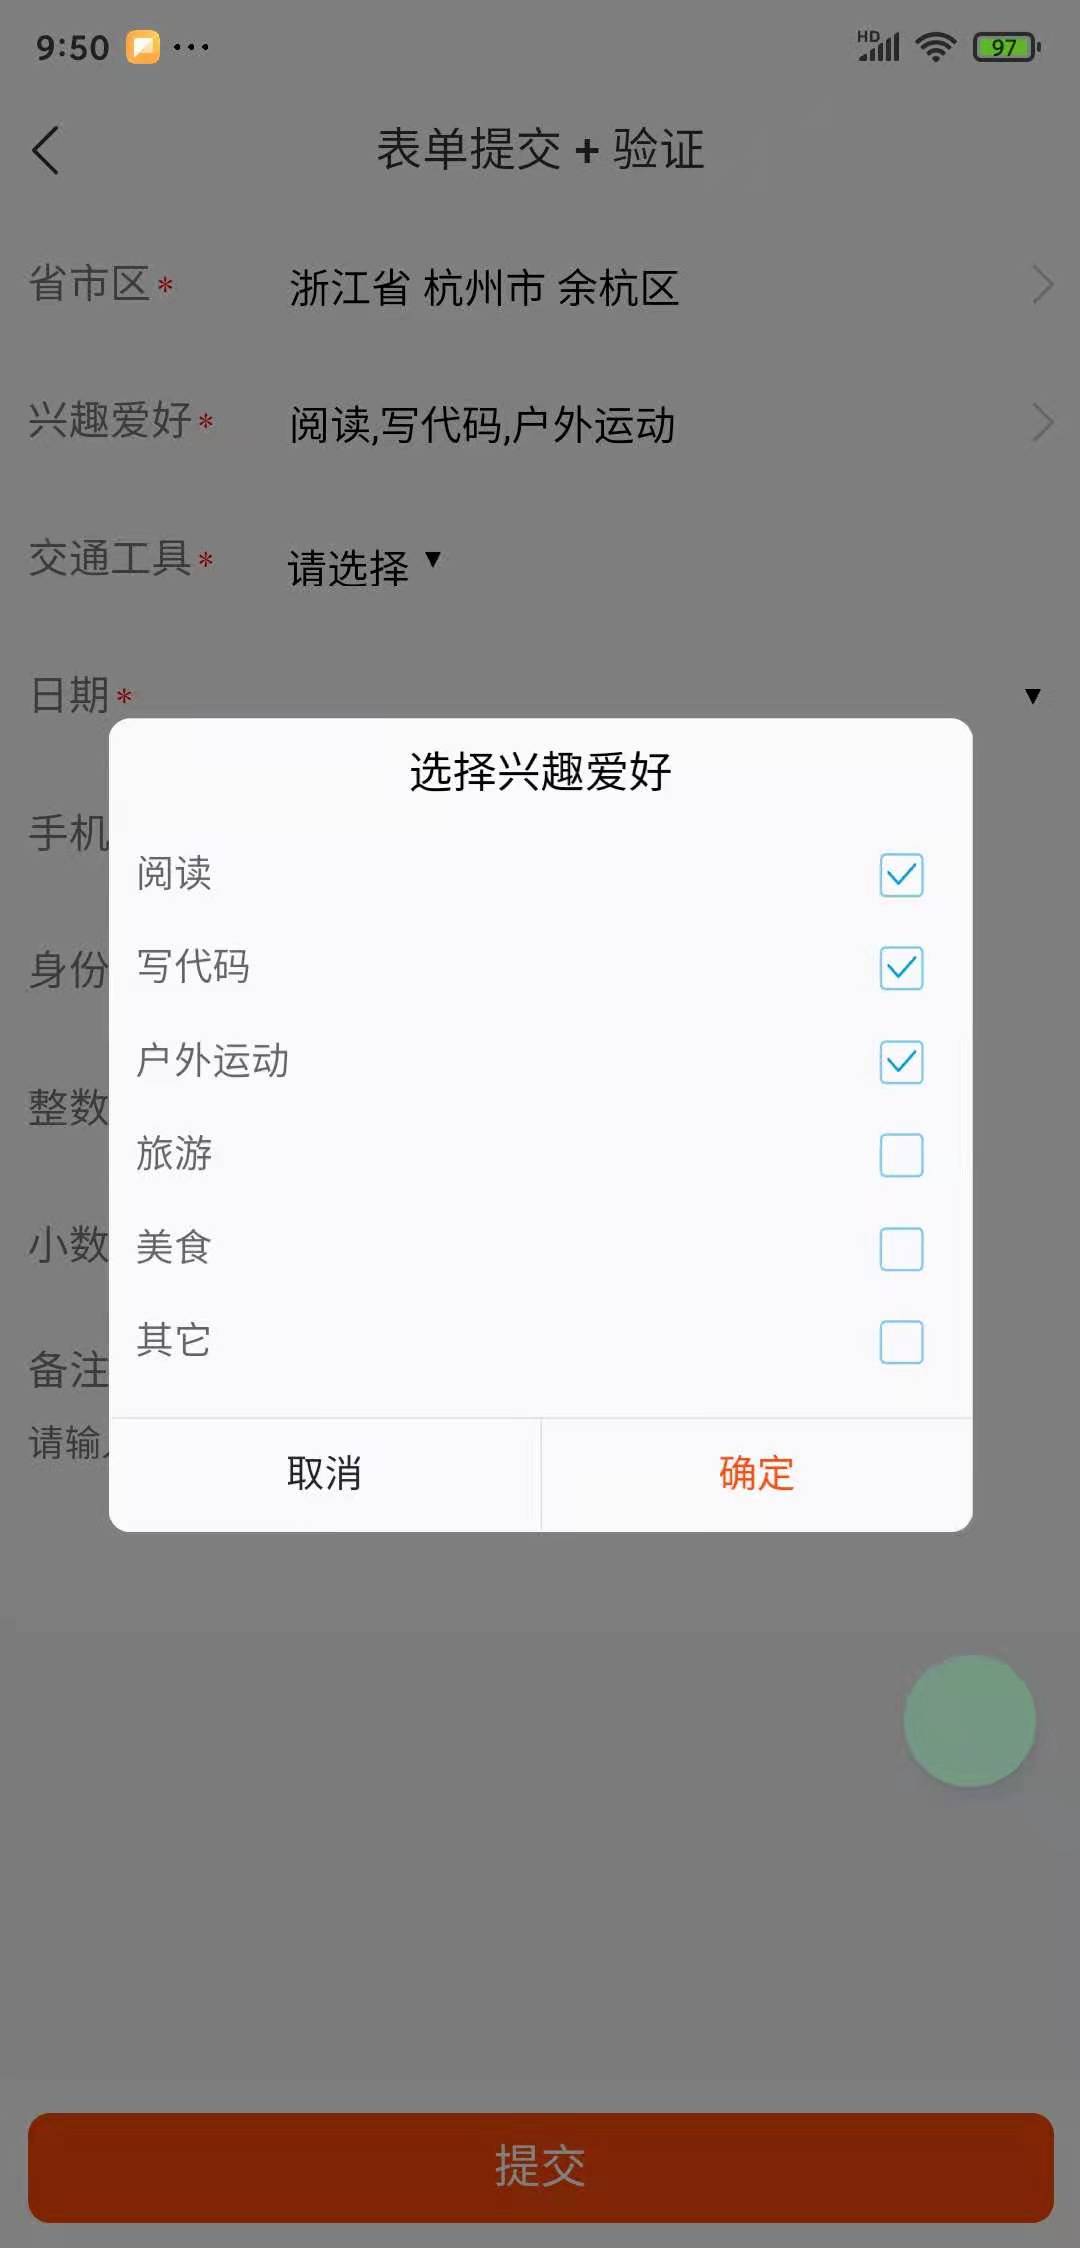 9:50 ··· HD 97
表单提交 + 验证
省市区* 浙江省 杭州市 余杭区
兴趣爱好* 阅读,写代码,户外运动
交通工具* 请选择 ▼
日期* ▼
选择兴趣爱好
手机
阅读
写代码
身份
户外运动
整数
旅游
小数
美食
其它
备注
请输
取消 确定
提交